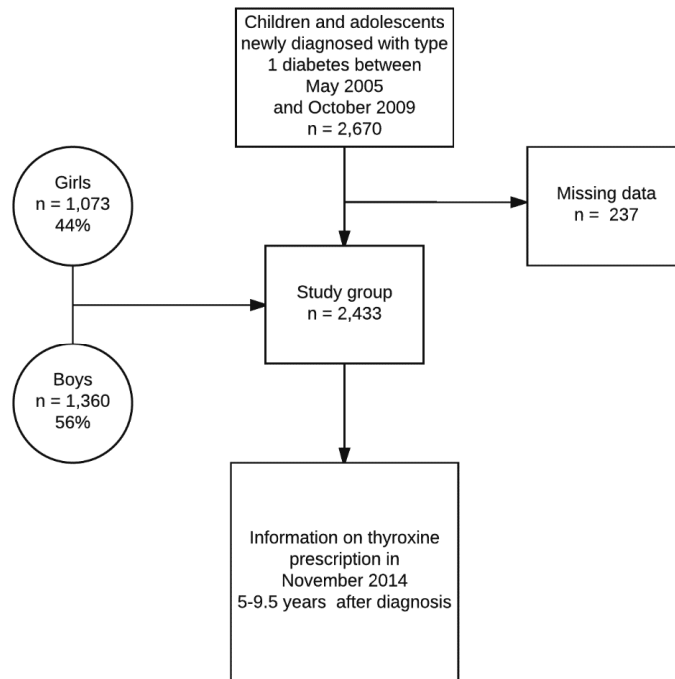 Children and adolescents
newly diagnosed with type
1 diabetes between
May 2005
and October 2009
n = 2,670
Girls
n = 1,073
44%
Missing data
n = 237
Study group
n = 2,433
Boys
n = 1,360
56%
Information on thyroxine
prescription in
November 2014
5-9.5 years after diagnosis